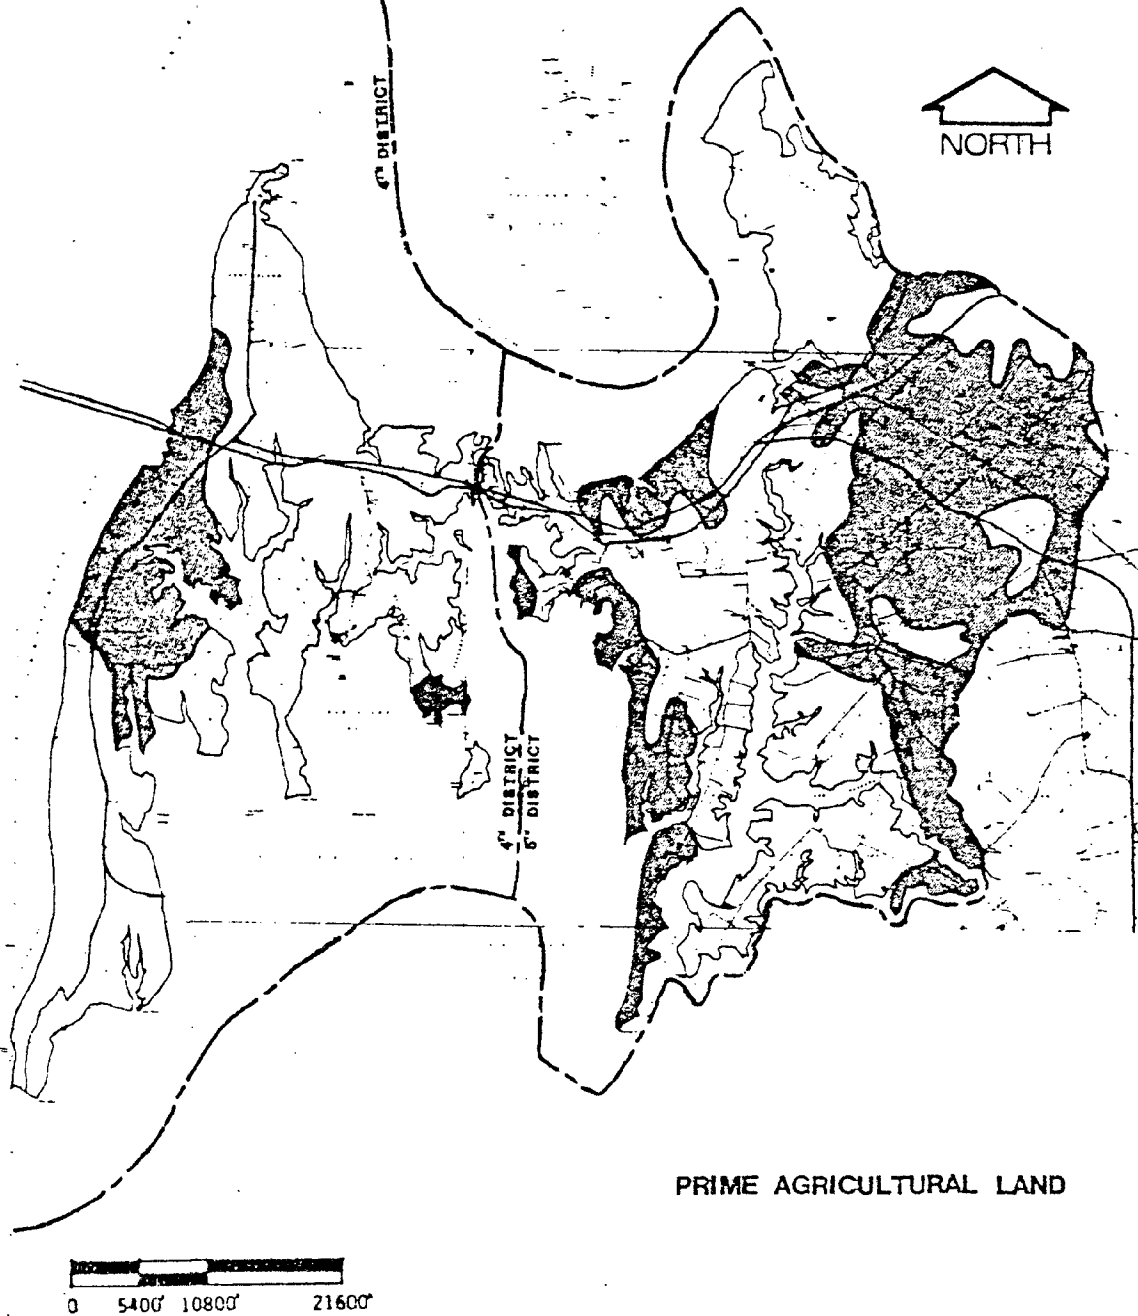 4TH DISTRICT
NORTH
4TH DISTRICT
6TH DISTRICT
PRIME AGRICULTURAL LAND
0 5400' 10800' 21600'